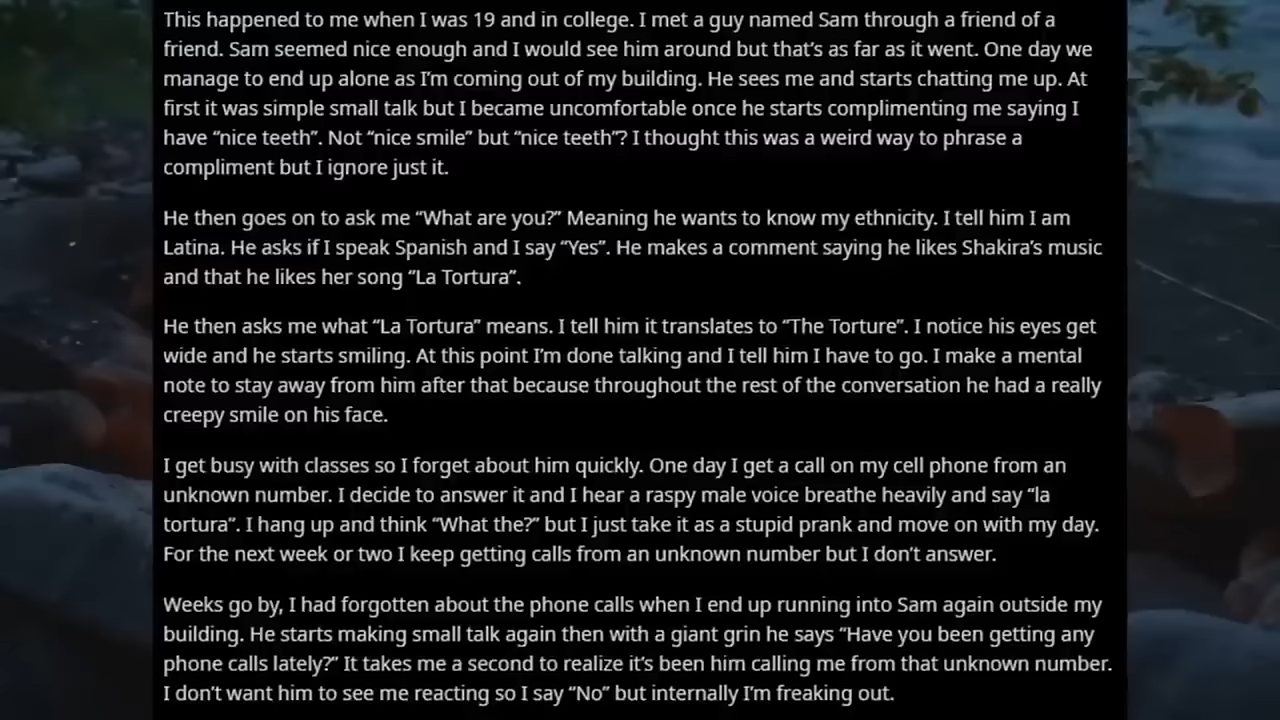 This happened to me when I was 19 and in college. I met a guy named Sam through a friend of a
friend. Sam seemed nice enough and I would see him around but that’s as far as it went. One day we
manage to end up alone as I’m coming out of my building. He sees me and starts chatting me up. At
first it was simple small talk but I became uncomfortable once he starts complimenting me saying I
have “nice teeth”. Not “nice smile” but “nice teeth”? I thought this was a weird way to phrase a
compliment but I ignore just it.
He then goes on to ask me “What are you?” Meaning he wants to know my ethnicity. I tell him I am
Latina. He asks if I speak Spanish and I say “Yes”. He makes a comment saying he likes Shakira’s music
and that he likes her song “La Tortura”.
He then asks me what “La Tortura” means. I tell him it translates to “The Torture”. I notice his eyes get
wide and he starts smiling. At this point I’m done talking and I tell him I have to go. I make a mental
note to stay away from him after that because throughout the rest of the conversation he had a really
creepy smile on his face.
I get busy with classes so I forget about him quickly. One day I get a call on my cell phone from an
unknown number. I decide to answer it and I hear a raspy male voice breathe heavily and say “la
tortura”. I hang up and think “What the?” but I just take it as a stupid prank and move on with my day.
For the next week or two I keep getting calls from an unknown number but I don’t answer.
Weeks go by, I had forgotten about the phone calls when I end up running into Sam again outside my
building. He starts making small talk again then with a giant grin he says “Have you been getting any
phone calls lately?” It takes me a second to realize it’s been him calling me from that unknown number.
I don’t want him to see me reacting so I say “No” but internally I’m freaking out.